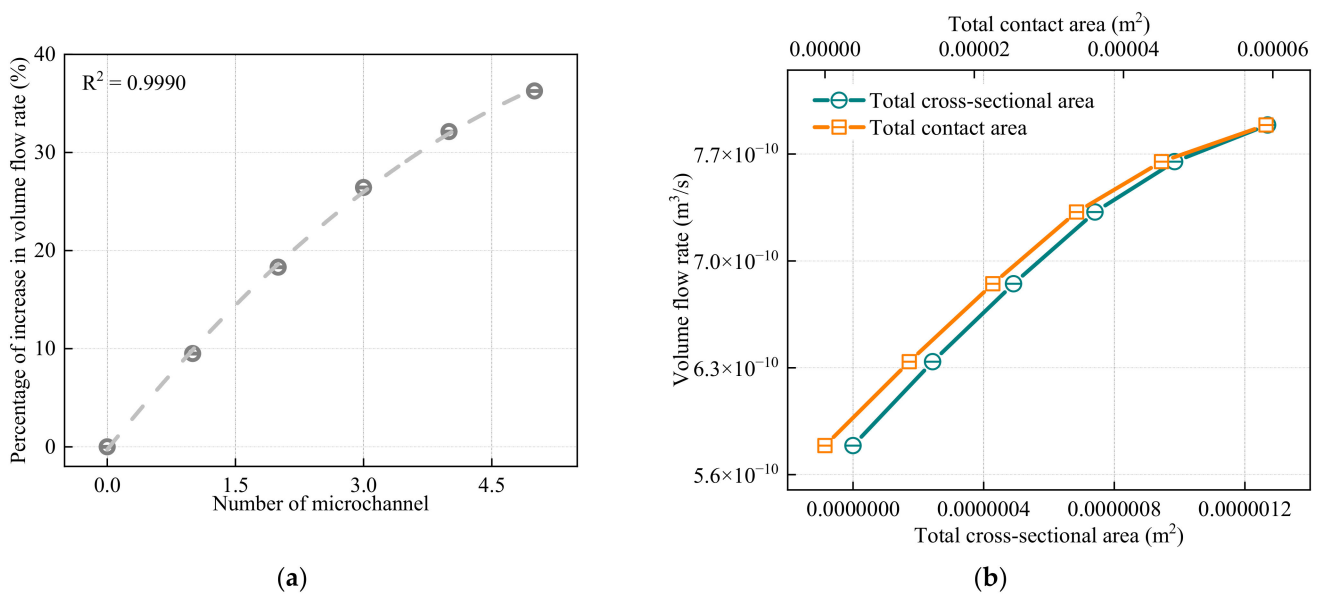 Percentage of increase in volume flow rate (%)
40
30
20
10
0
R² = 0.9990
0.0 1.5 3.0 4.5
Number of microchannel
(a)
Total contact area (m²)
0.00000 0.00002 0.00004 0.00006
Total cross-sectional area
Total contact area
Volume flow rate (m³/s)
7.7×10⁻¹⁰
7.0×10⁻¹⁰
6.3×10⁻¹⁰
5.6×10⁻¹⁰
0.0000000 0.0000004 0.0000008 0.0000012
Total cross-sectional area (m²)
(b)